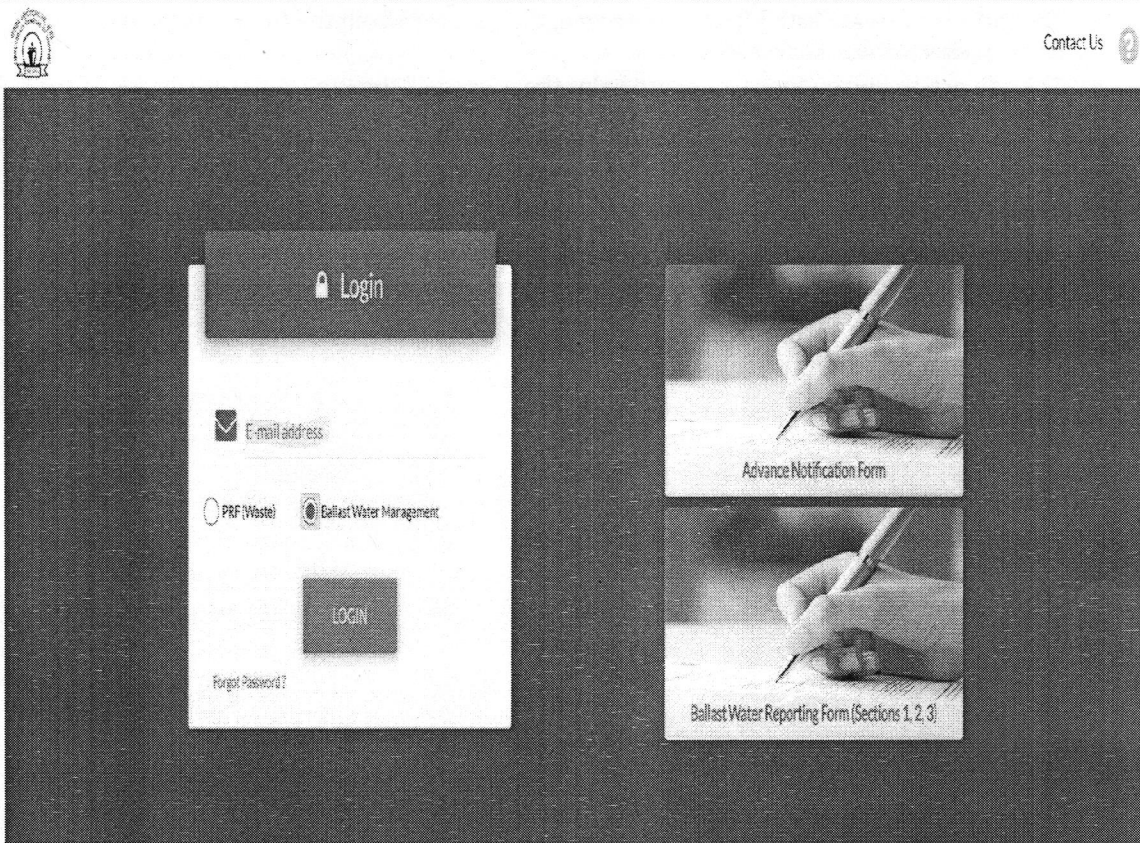 Contact Us ?
Login
E-mail address
PRF (Waste)
Ballast Water Management
LOGIN
Forgot Password ?
Advance Notification Form
Ballast Water Reporting Form (Sections 1, 2, 3)